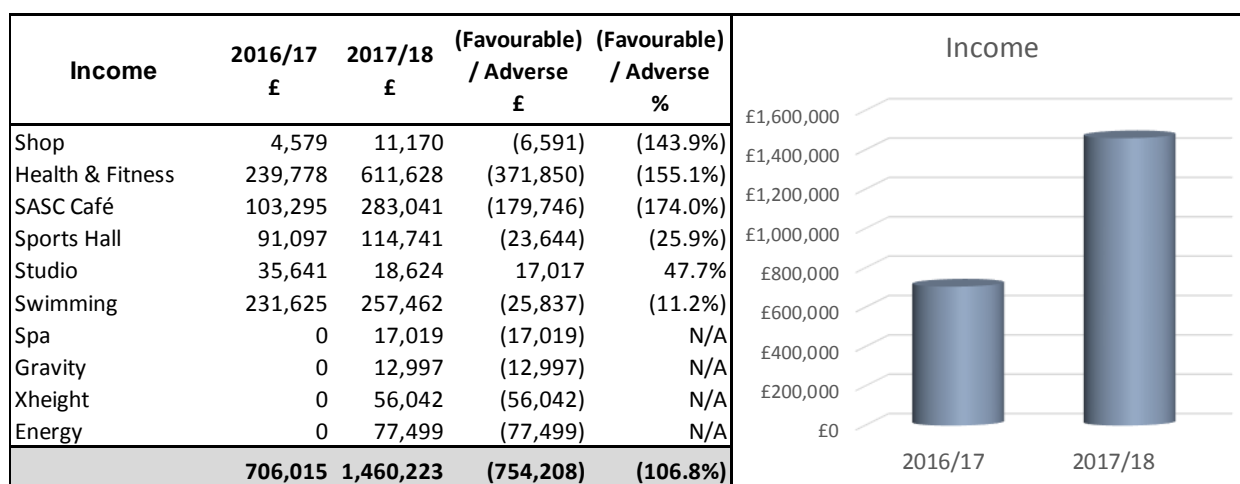 Income 2016/17 £ 2017/18 £ (Favourable) / Adverse £ (Favourable) / Adverse %
Shop 4,579 11,170 (6,591) (143.9%)
Health & Fitness 239,778 611,628 (371,850) (155.1%)
SASC Café 103,295 283,041 (179,746) (174.0%)
Sports Hall 91,097 114,741 (23,644) (25.9%)
Studio 35,641 18,624 17,017 47.7%
Swimming 231,625 257,462 (25,837) (11.2%)
Spa 0 17,019 (17,019) N/A
Gravity 0 12,997 (12,997) N/A
Xheight 0 56,042 (56,042) N/A
Energy 0 77,499 (77,499) N/A
706,015 1,460,223 (754,208) (106.8%)
Income
£1,600,000
£1,400,000
£1,200,000
£1,000,000
£800,000
£600,000
£400,000
£200,000
£0
2016/17 2017/18